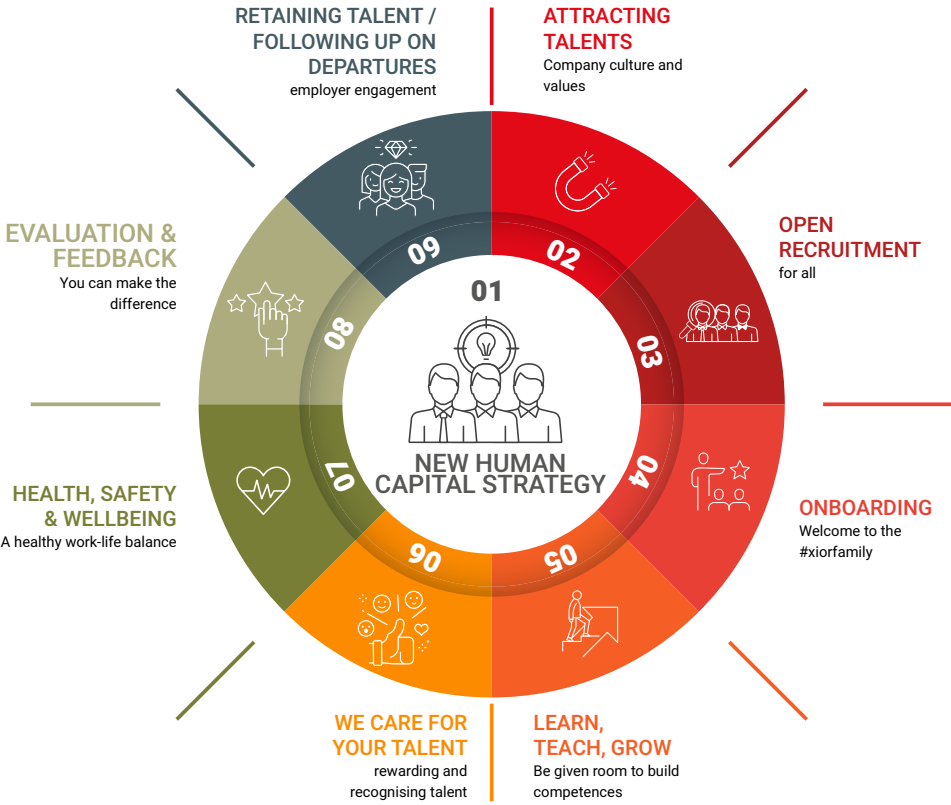 RETAINING TALENT /
FOLLOWING UP ON
DEPARTURES
employer engagement
ATTRACTING
TALENTS
Company culture and
values
OPEN
RECRUITMENT
for all
ONBOARDING
Welcome to the
#xiorfamily
LEARN,
TEACH, GROW
Be given room to build
competences
WE CARE FOR
YOUR TALENT
rewarding and
recognising talent
HEALTH, SAFETY
& WELLBEING
A healthy work-life balance
EVALUATION &
FEEDBACK
You can make the
difference
01
NEW HUMAN
CAPITAL STRATEGY
02
03
04
05
06
07
08
09